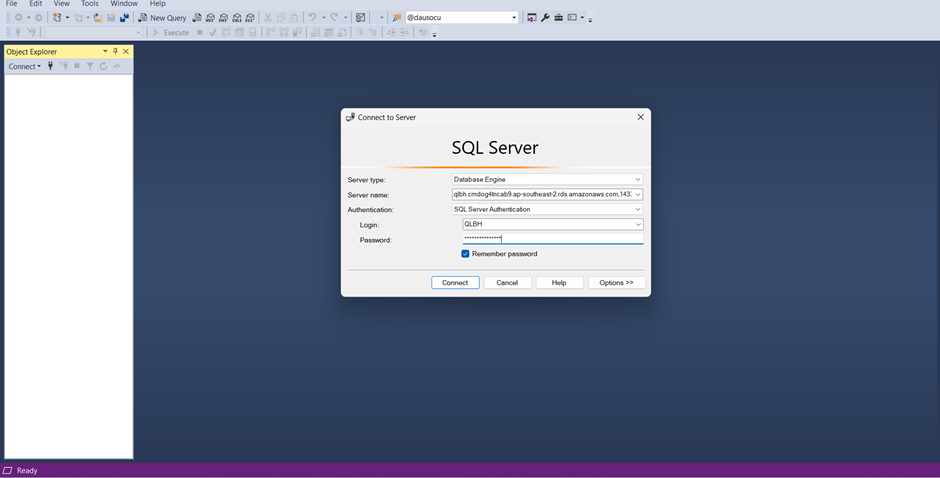 File Edit View Tools Window Help
New Query @dausocu
Execute
Object Explorer
Connect
Connect to Server
SQL Server
Server type: Database Engine
Server name: qlbh.cmdog4tncab9.ap-southeast-2.rds.amazonaws.com,1433
Authentication: SQL Server Authentication
Login: QLBH
Password: ***************
Remember password
Connect Cancel Help Options >>
Ready